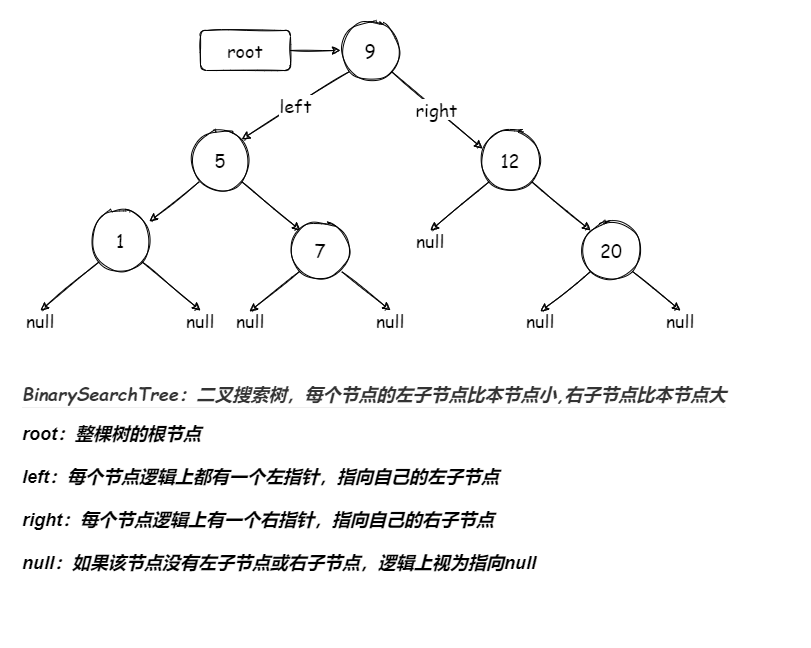 root 9
left right
5 12
1 7 null 20
null null null null null null
BinarySearchTree：二叉搜索树，每个节点的左子节点比本节点小,右子节点比本节点大
root：整棵树的根节点
left：每个节点逻辑上都有一个左指针，指向自己的左子节点
right：每个节点逻辑上有一个右指针，指向自己的右子节点
null：如果该节点没有左子节点或右子节点，逻辑上视为指向null